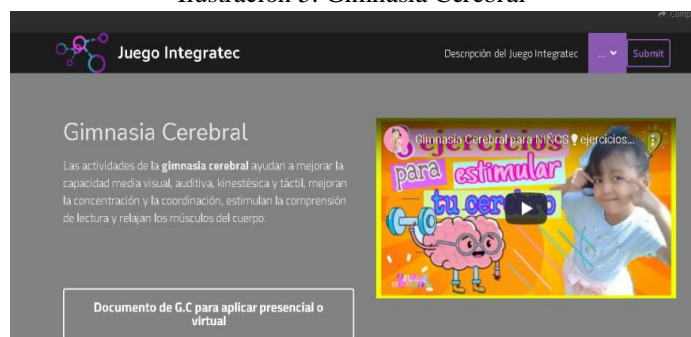 Ilustración 3. Gimnasia Cerebral
Comp
Juego Integratec
Descripción del Juego Integratec
...
Submit
Gimnasia Cerebral
Las actividades de la gimnasia cerebral ayudan a mejorar la
capacidad media visual, auditiva, kinestésica y táctil, mejoran
la concentración y la coordinación, estimulan la comprensión
de lectura y relajan los músculos del cuerpo.
Gimnasia Cerebral para NIÑOS ejercicios...
ejercicios
para estimular
tu cerebro
Documento de G.C para aplicar presencial o
virtual